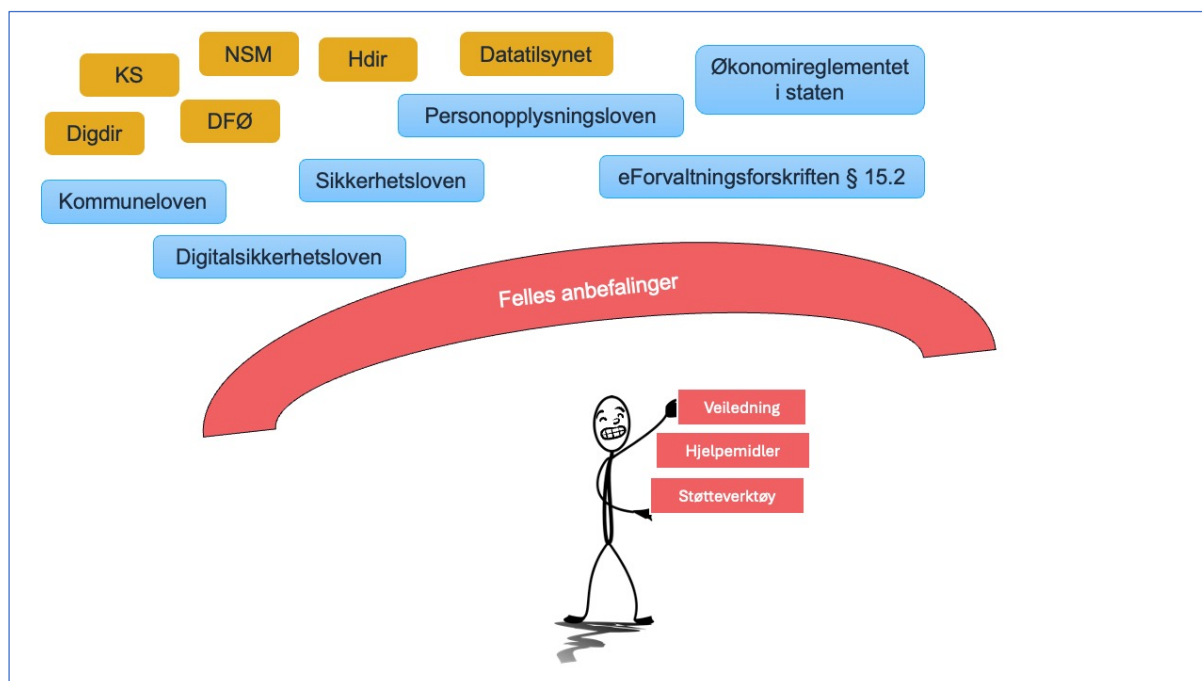 KS
NSM
Hdir
Datatilsynet
Økonomireglementet
i staten
Digdir
DFØ
Personopplysningsloven
Kommuneloven
Sikkerhetsloven
eForvaltningsforskriften § 15.2
Digitalsikkerhetsloven
Felles anbefalinger
Veiledning
Hjelpemidler
Støtteverktøy